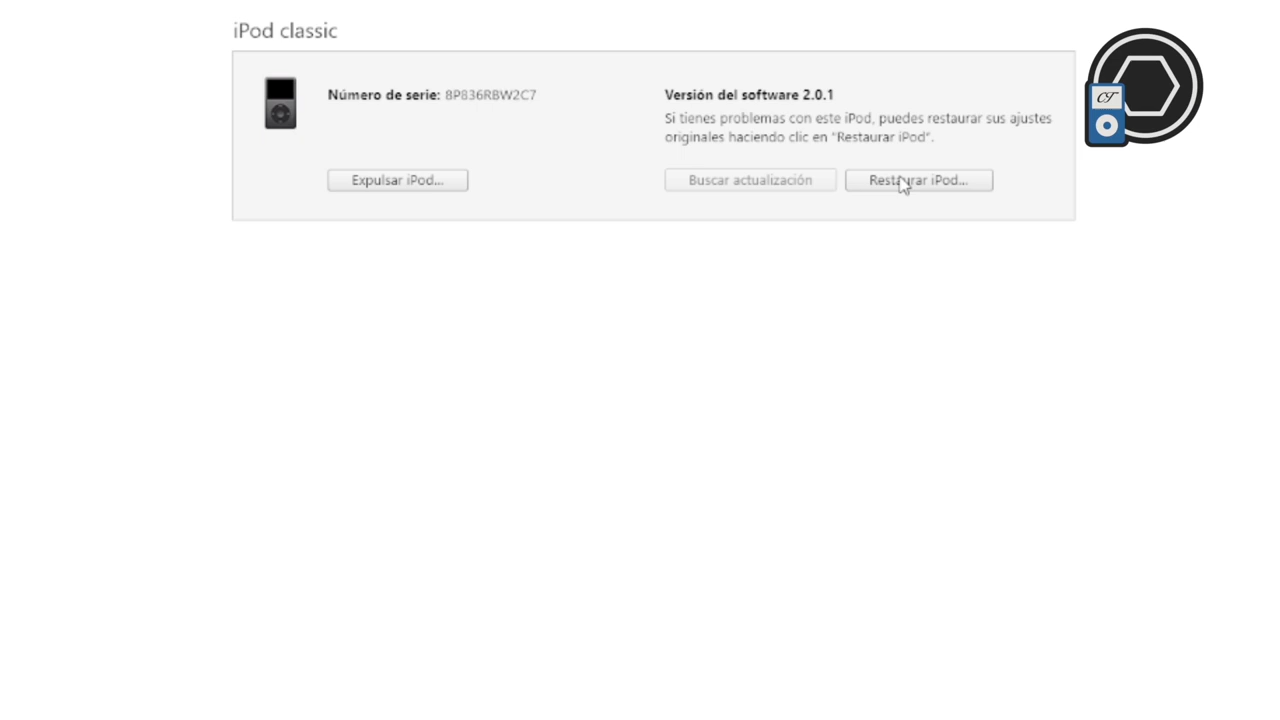 iPod classic
Número de serie: 8P836RBW2C7
Versión del software 2.0.1
Si tienes problemas con este iPod, puedes restaurar sus ajustes
originales haciendo clic en "Restaurar iPod".
Expulsar iPod...
Buscar actualización
Restaurar iPod...
CT